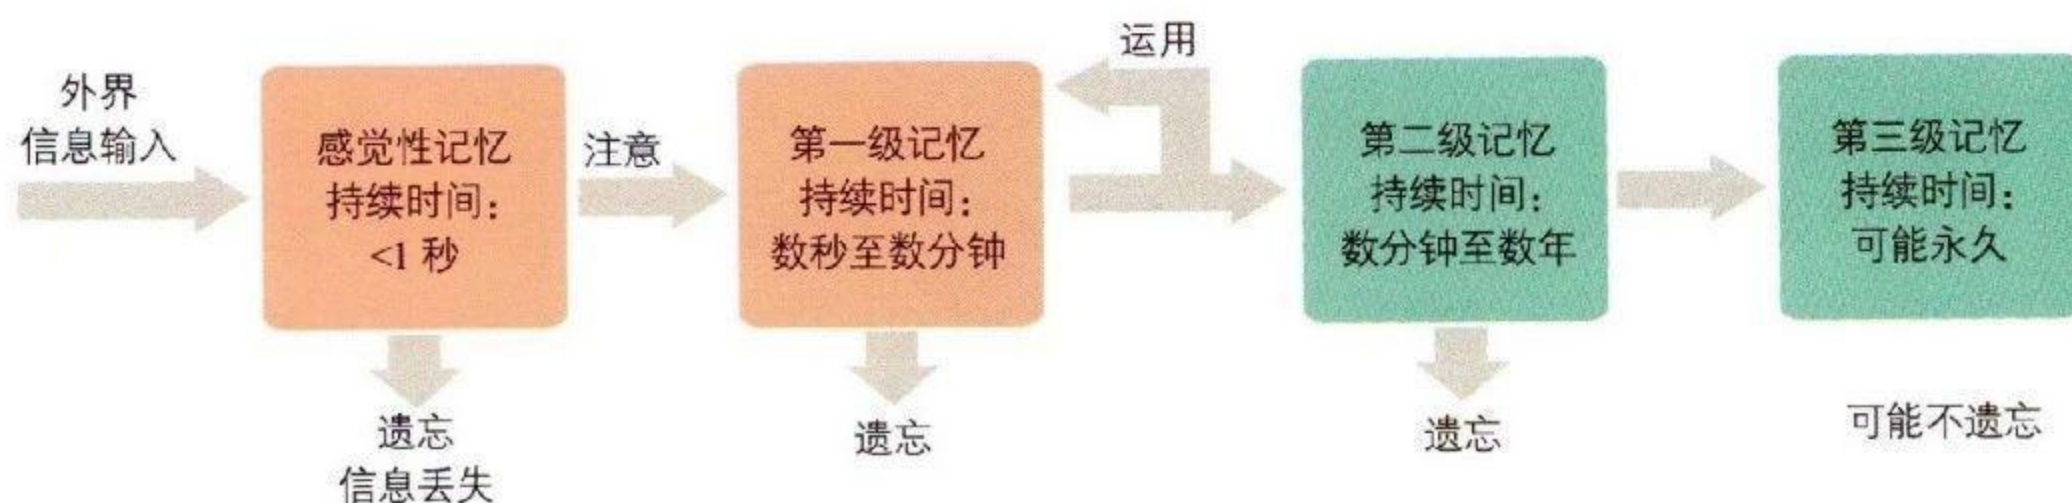 外界
信息输入
感觉性记忆
持续时间：
<1 秒
遗忘
信息丢失
注意
第一级记忆
持续时间：
数秒至数分钟
遗忘
运用
第二级记忆
持续时间：
数分钟至数年
遗忘
第三级记忆
持续时间：
可能永久
可能不遗忘